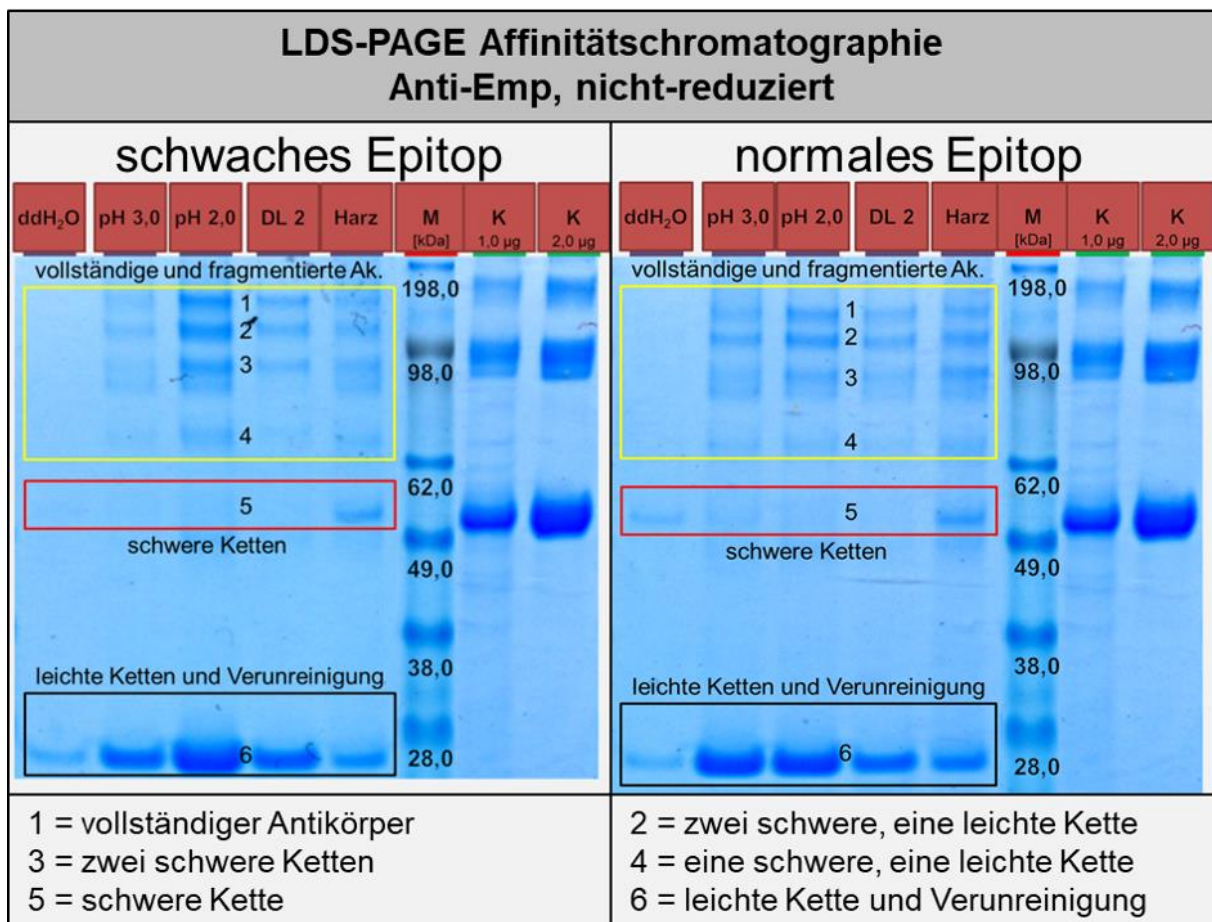 LDS-PAGE Affinitätschromatographie
Anti-Emp, nicht-reduziert
schwaches Epitop
ddH₂O pH 3,0 pH 2,0 DL 2 Harz M [kDa] K 1,0 µg K 2,0 µg
vollständige und fragmentierte Ak.
1
2
3
4
5
schwere Ketten
leichte Ketten und Verunreinigung
6
198,0
98,0
62,0
49,0
38,0
28,0
normales Epitop
ddH₂O pH 3,0 pH 2,0 DL 2 Harz M [kDa] K 1,0 µg K 2,0 µg
vollständige und fragmentierte Ak.
1
2
3
4
5
schwere Ketten
leichte Ketten und Verunreinigung
6
198,0
98,0
62,0
49,0
38,0
28,0
1 = vollständiger Antikörper
2 = zwei schwere, eine leichte Kette
3 = zwei schwere Ketten
4 = eine schwere, eine leichte Kette
5 = schwere Kette
6 = leichte Kette und Verunreinigung